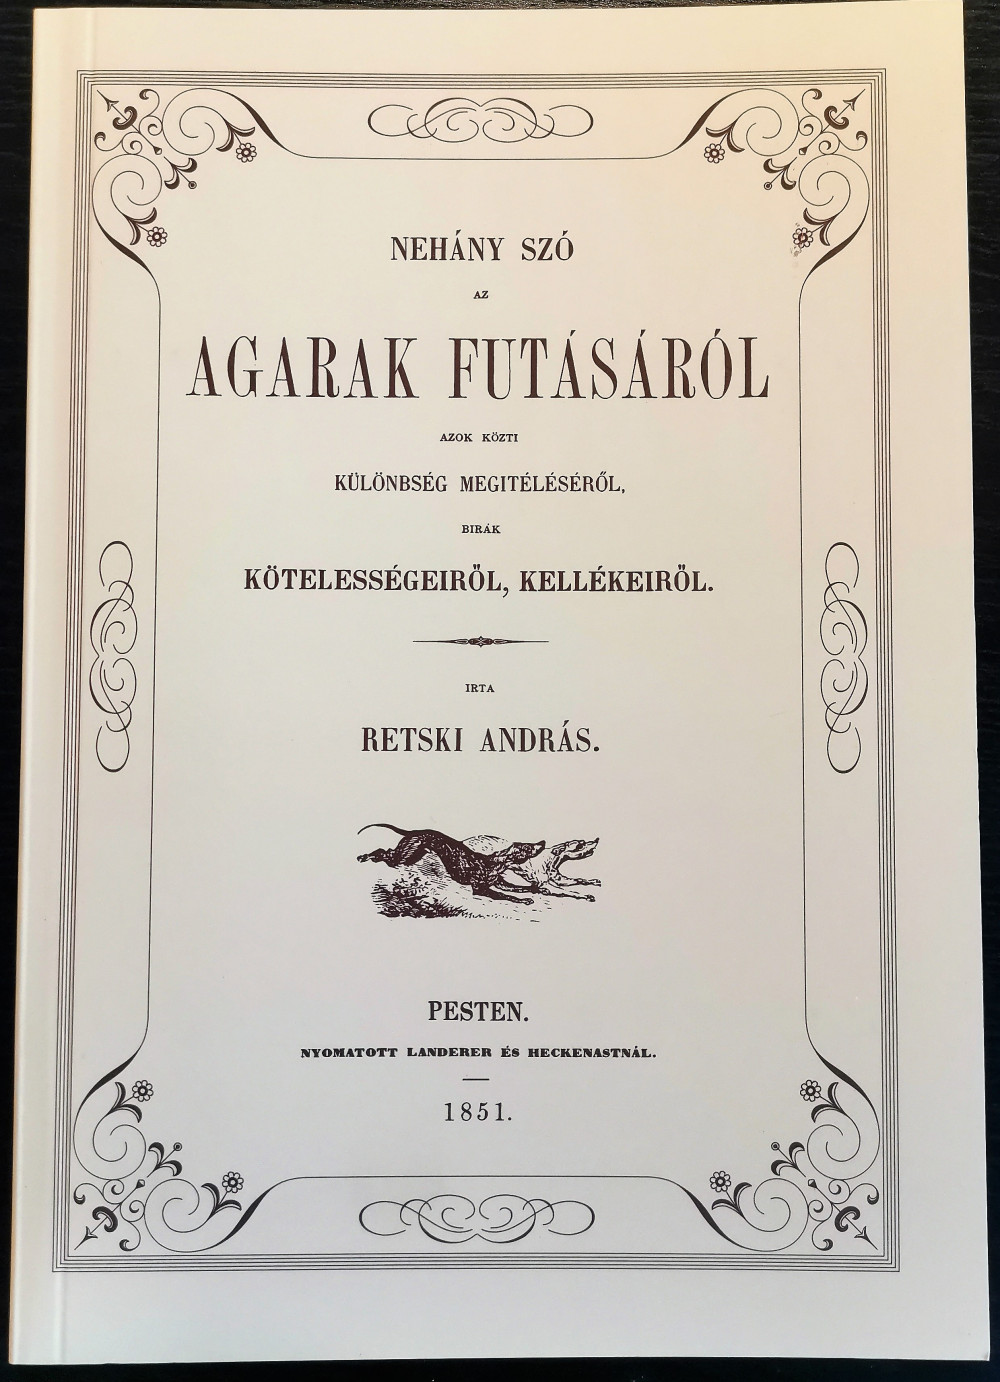 NEHÁNY SZÓ
AZ
AGARAK FUTÁSÁRÓL
AZOK KÖZTI
KÜLÖNBSÉG MEGITÉLÉSÉRŐL,
BIRÁK
KÖTELESSÉGEIRŐL, KELLÉKEIRŐL.
IRTA
RETSKI ANDRÁS.
PESTEN.
NYOMATOTT LANDERER ÉS HECKENASTNÁL.
1851.